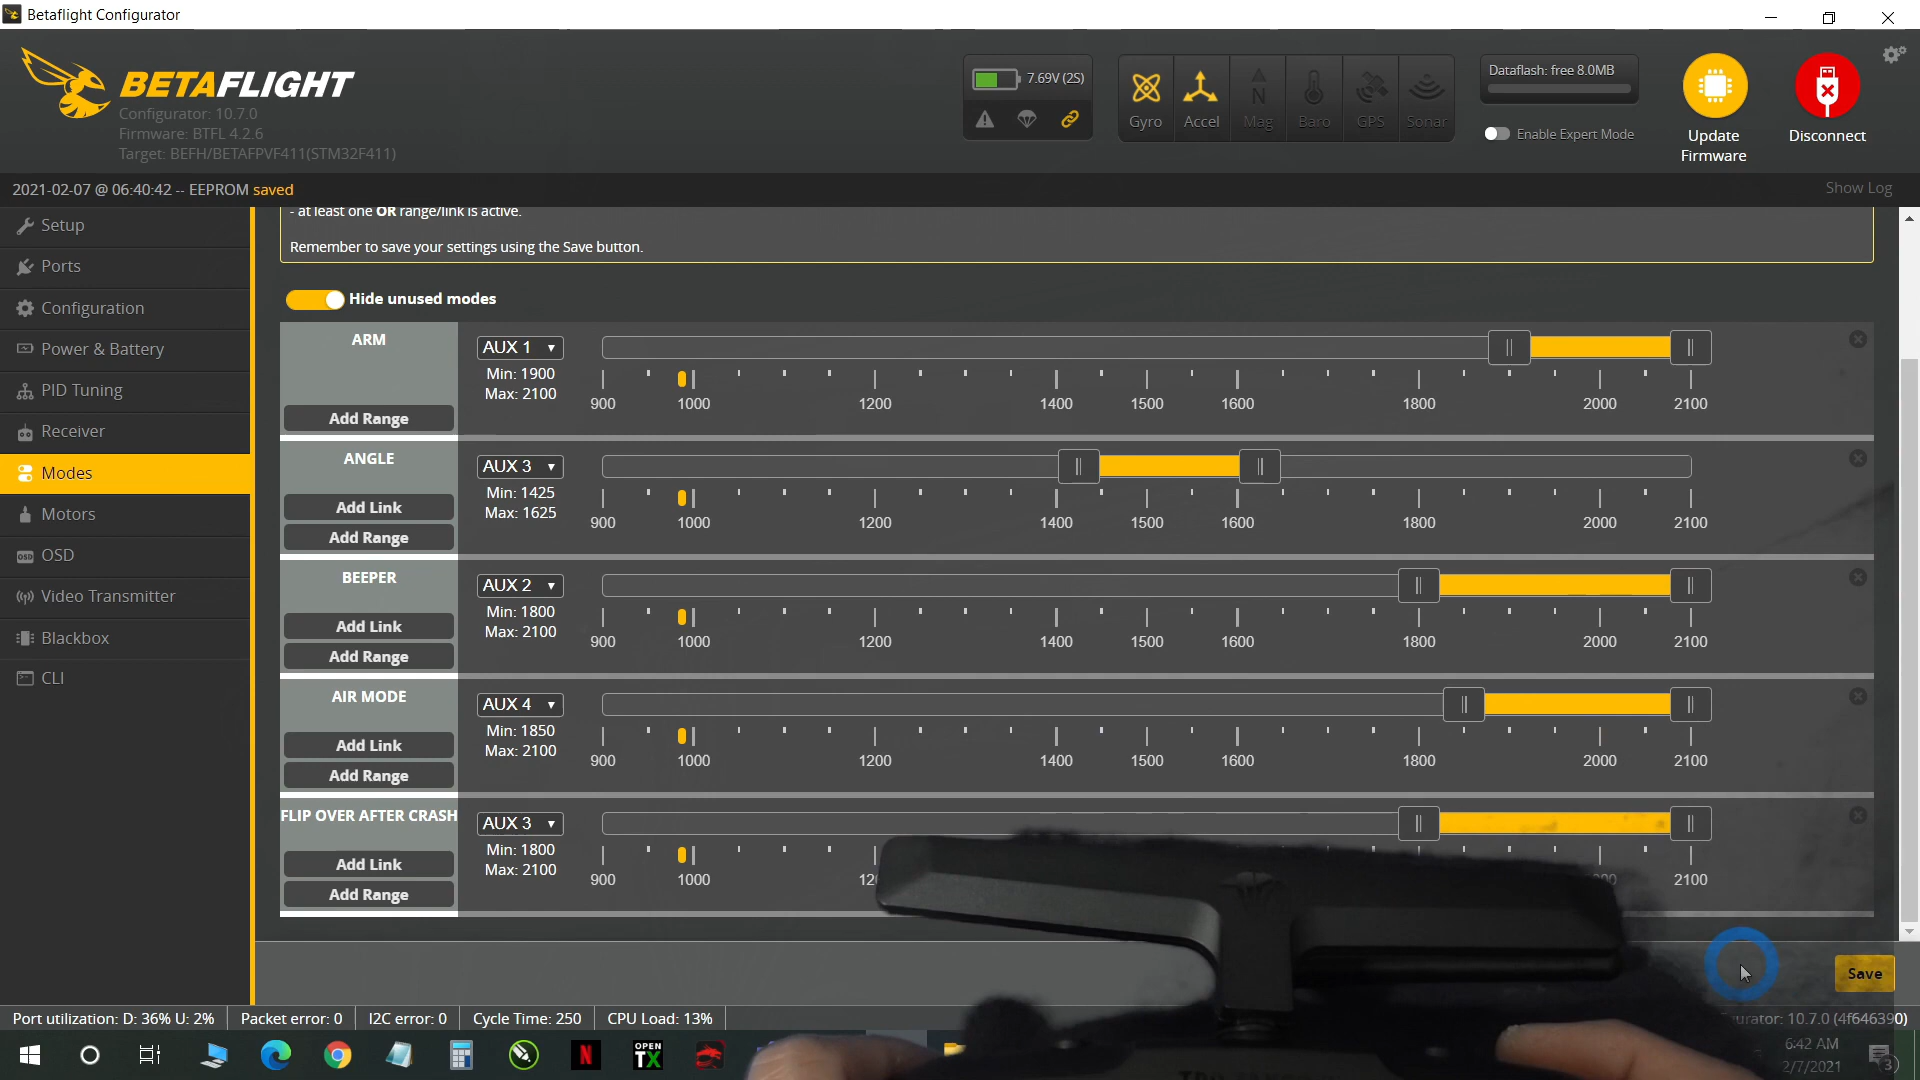 Betaflight Configurator
BETAFLIGHT
Configurator: 10.7.0
Firmware: BTFL 4.2.6
Target: BEFH/BETAFPVF411(STM32F411)
7.69V (2S)
Gyro
Accel
Mag
Baro
GPS
Sonar
Dataflash: free 8.0MB
Enable Expert Mode
Update
Firmware
Disconnect
2021-02-07 @ 06:40:42 -- EEPROM saved
Show Log
Setup
Ports
Configuration
Power & Battery
PID Tuning
Receiver
Modes
Motors
OSD
Video Transmitter
Blackbox
CLI
- at least one OR range/link is active.
Remember to save your settings using the Save button.
Hide unused modes
ARM
Add Range
AUX 1
Min: 1900
Max: 2100
900 1000 1200 1400 1500 1600 1800 2000 2100
ANGLE
Add Link
Add Range
AUX 3
Min: 1425
Max: 1625
900 1000 1200 1400 1500 1600 1800 2000 2100
BEEPER
Add Link
Add Range
AUX 2
Min: 1800
Max: 2100
900 1000 1200 1400 1500 1600 1800 2000 2100
AIR MODE
Add Link
Add Range
AUX 4
Min: 1850
Max: 2100
900 1000 1200 1400 1500 1600 1800 2000 2100
FLIP OVER AFTER CRASH
Add Link
Add Range
AUX 3
Min: 1800
Max: 2100
900 1000 2100
Save
Port utilization: D: 36% U: 2%
Packet error: 0
I2C error: 0
Cycle Time: 250
CPU Load: 13%
10.7.0 (4f646390)
OPEN
TX
6:42 AM
2/7/2021
3